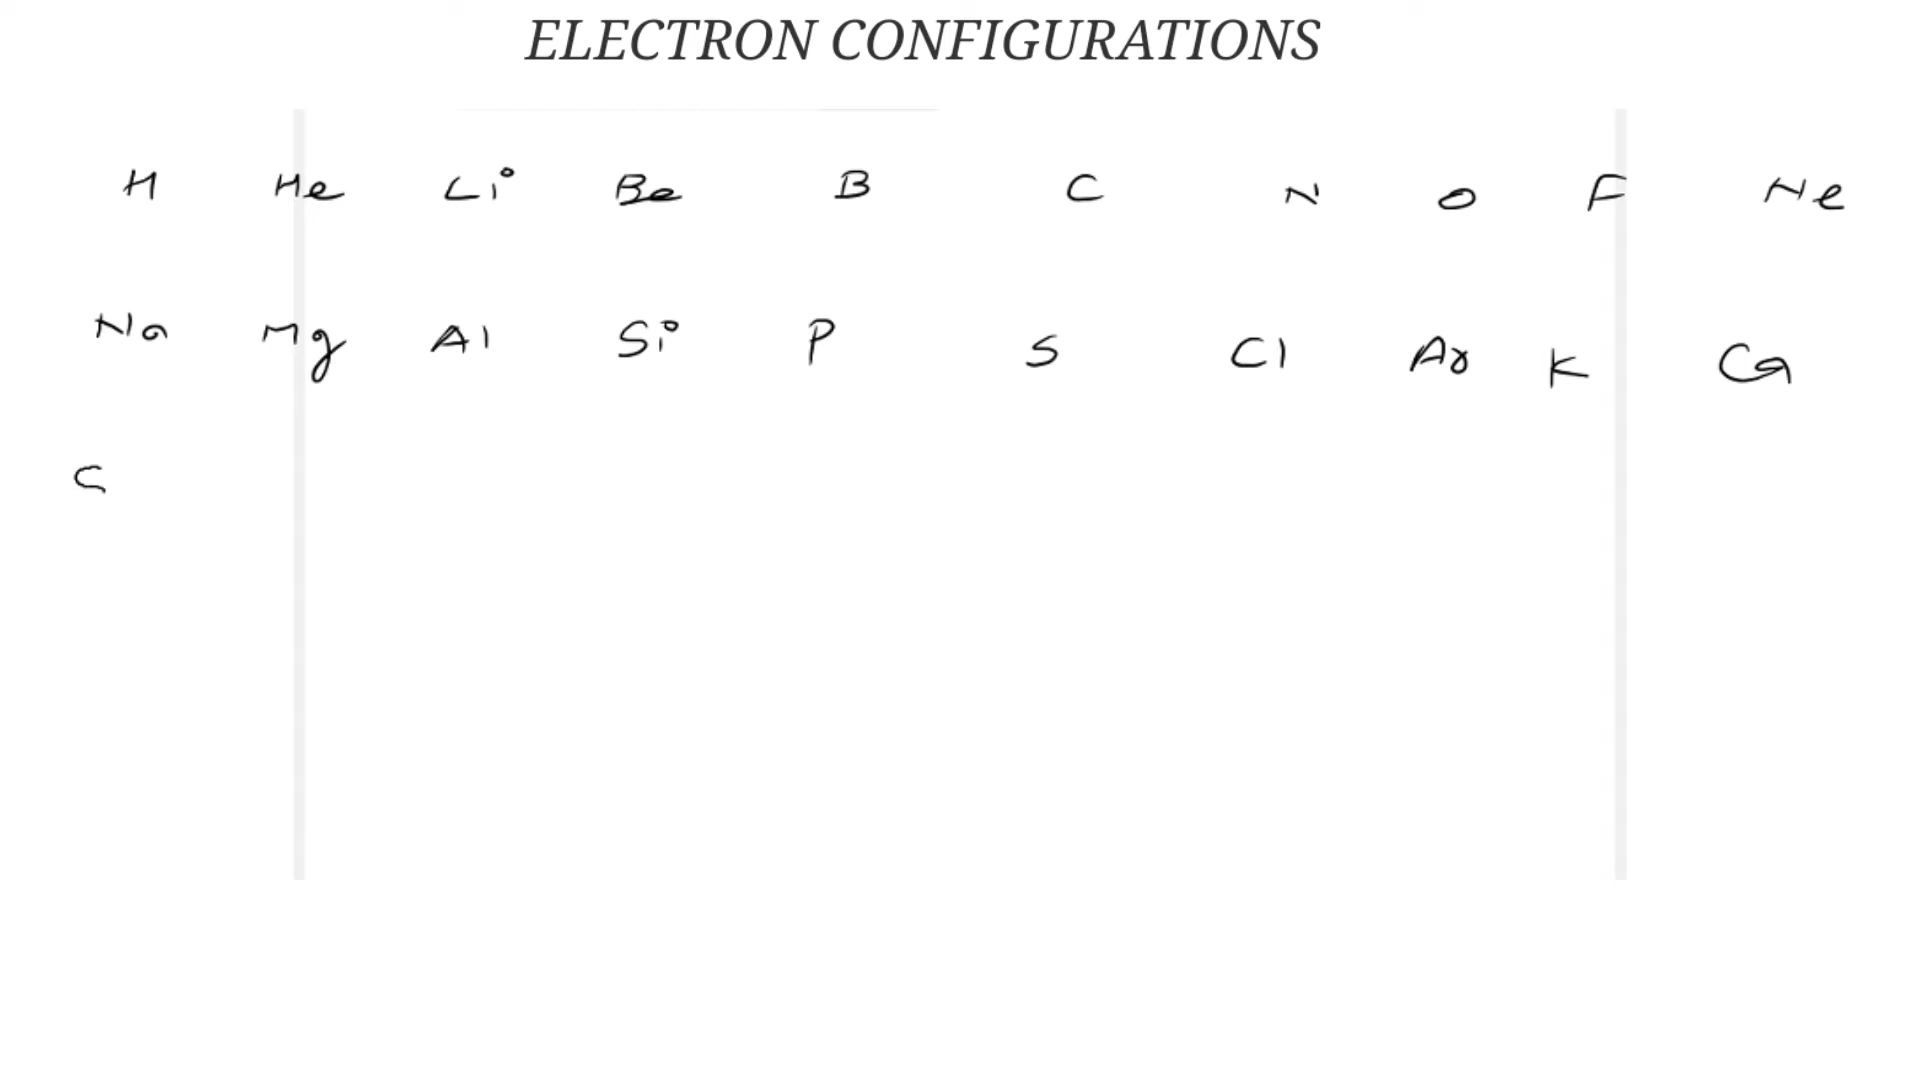 ELECTRON CONFIGURATIONS
H He Li Be B C N O F Ne
Na Mg Al Si P S Cl Ar K Ca